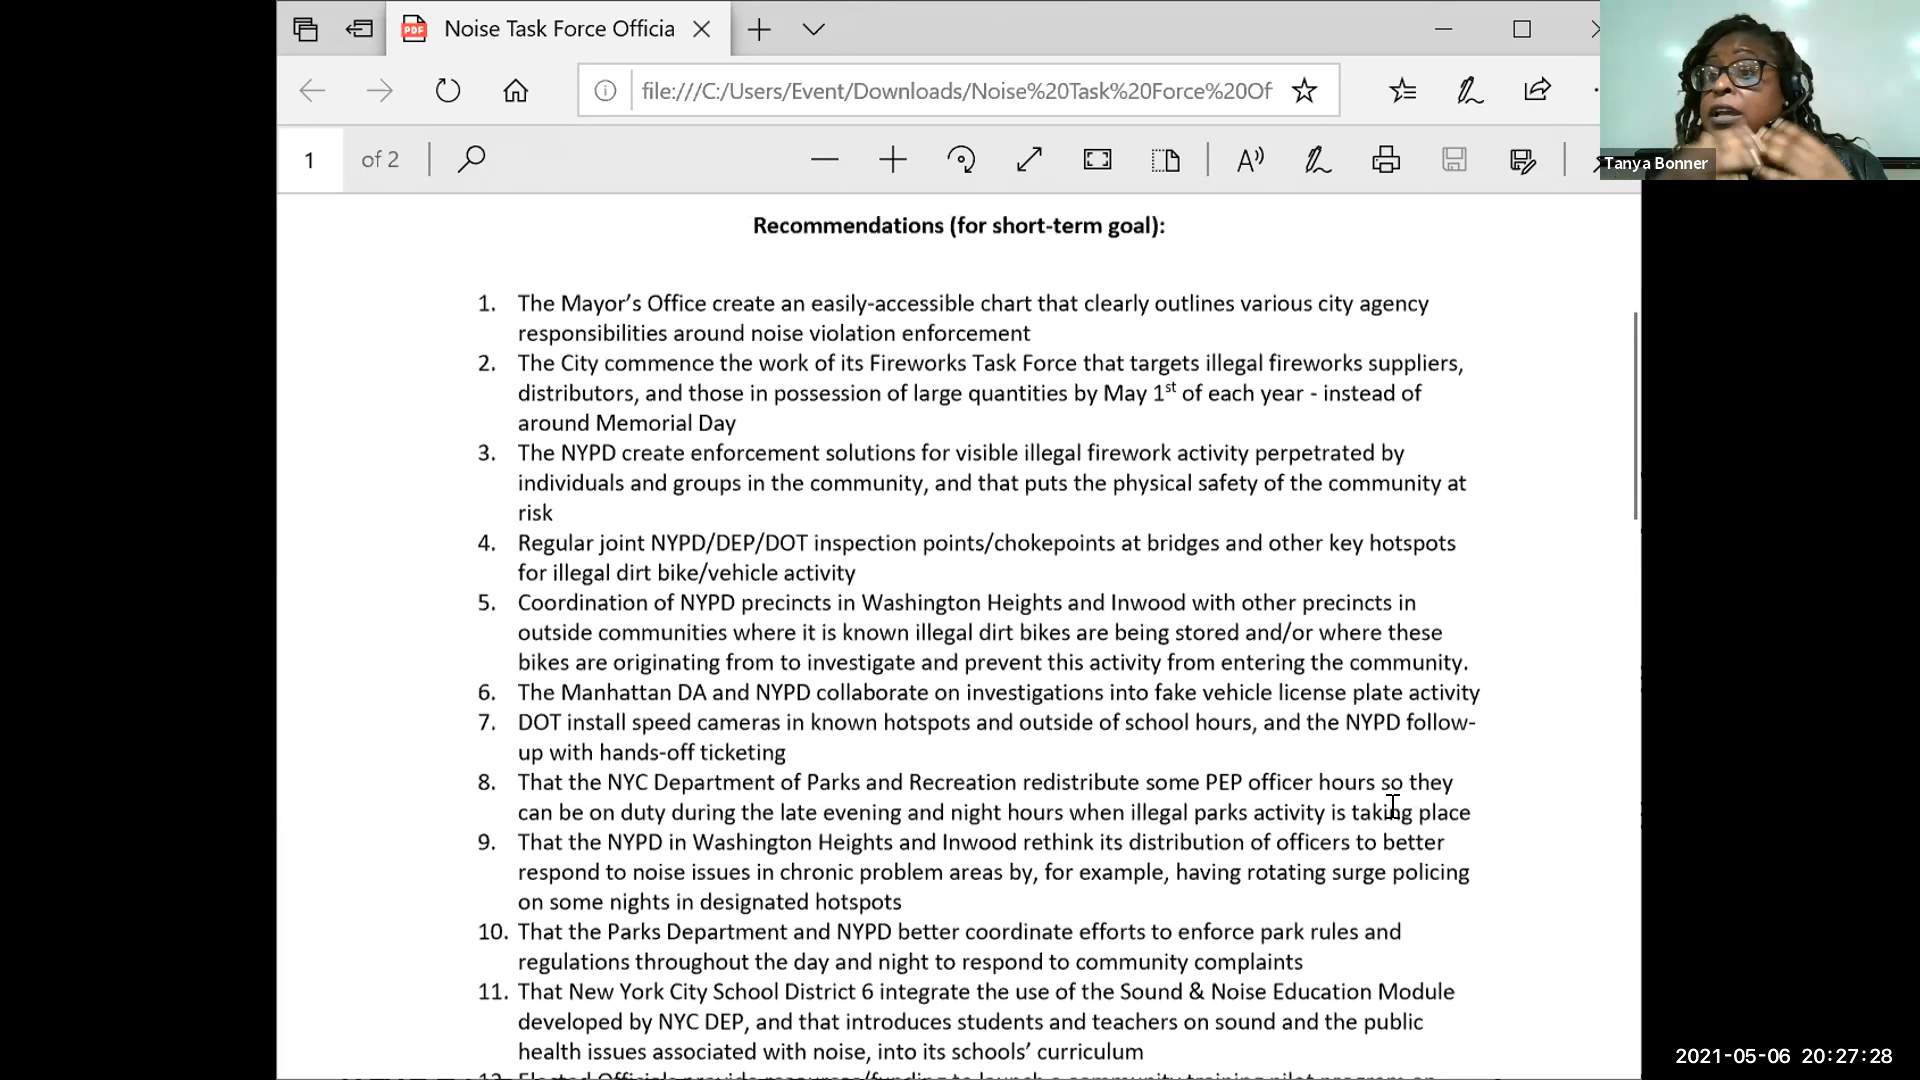 Noise Task Force Officia
file:///C:/Users/Event/Downloads/Noise%20Task%20Force%20Of
PDF
1 of 2
Tanya Bonner
Recommendations (for short-term goal):
1. The Mayor's Office create an easily-accessible chart that clearly outlines various city agency
responsibilities around noise violation enforcement
2. The City commence the work of its Fireworks Task Force that targets illegal fireworks suppliers,
distributors, and those in possession of large quantities by May 1st of each year - instead of
around Memorial Day
3. The NYPD create enforcement solutions for visible illegal firework activity perpetrated by
individuals and groups in the community, and that puts the physical safety of the community at
risk
4. Regular joint NYPD/DEP/DOT inspection points/chokepoints at bridges and other key hotspots
for illegal dirt bike/vehicle activity
5. Coordination of NYPD precincts in Washington Heights and Inwood with other precincts in
outside communities where it is known illegal dirt bikes are being stored and/or where these
bikes are originating from to investigate and prevent this activity from entering the community.
6. The Manhattan DA and NYPD collaborate on investigations into fake vehicle license plate activity
7. DOT install speed cameras in known hotspots and outside of school hours, and the NYPD follow-
up with hands-off ticketing
8. That the NYC Department of Parks and Recreation redistribute some PEP officer hours so they
can be on duty during the late evening and night hours when illegal parks activity is taking place
9. That the NYPD in Washington Heights and Inwood rethink its distribution of officers to better
respond to noise issues in chronic problem areas by, for example, having rotating surge policing
on some nights in designated hotspots
10. That the Parks Department and NYPD better coordinate efforts to enforce park rules and
regulations throughout the day and night to respond to community complaints
11. That New York City School District 6 integrate the use of the Sound & Noise Education Module
developed by NYC DEP, and that introduces students and teachers on sound and the public
health issues associated with noise, into its schools' curriculum
2021-05-06 20:27:28